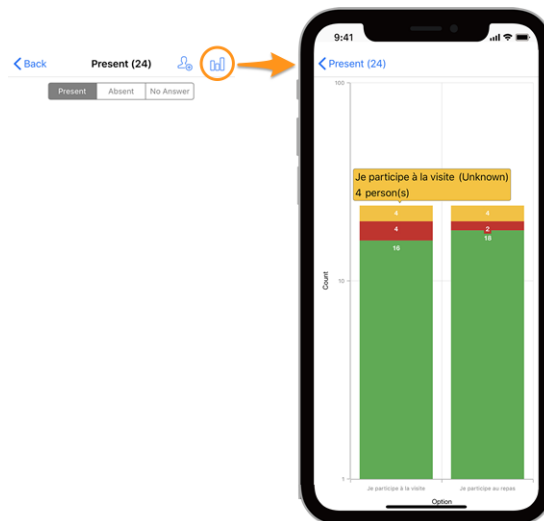 Back
Present (24)
Present
Absent
No Answer
9:41
Present (24)
100
Je participe à la visite (Unknown)
4 person(s)
4
4
4
2
16
18
Count
10
1
Je participe à la visite
Je participe au repas
Option